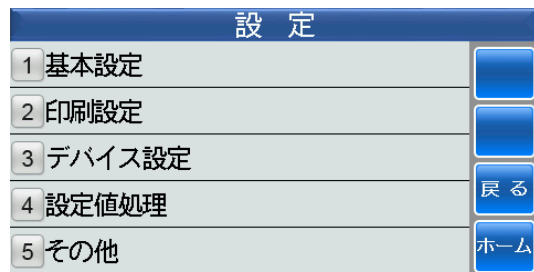 設 定
1 基本設定
2 印刷設定
3 デバイス設定
4 設定値処理
5 その他
戻 る
ホーム